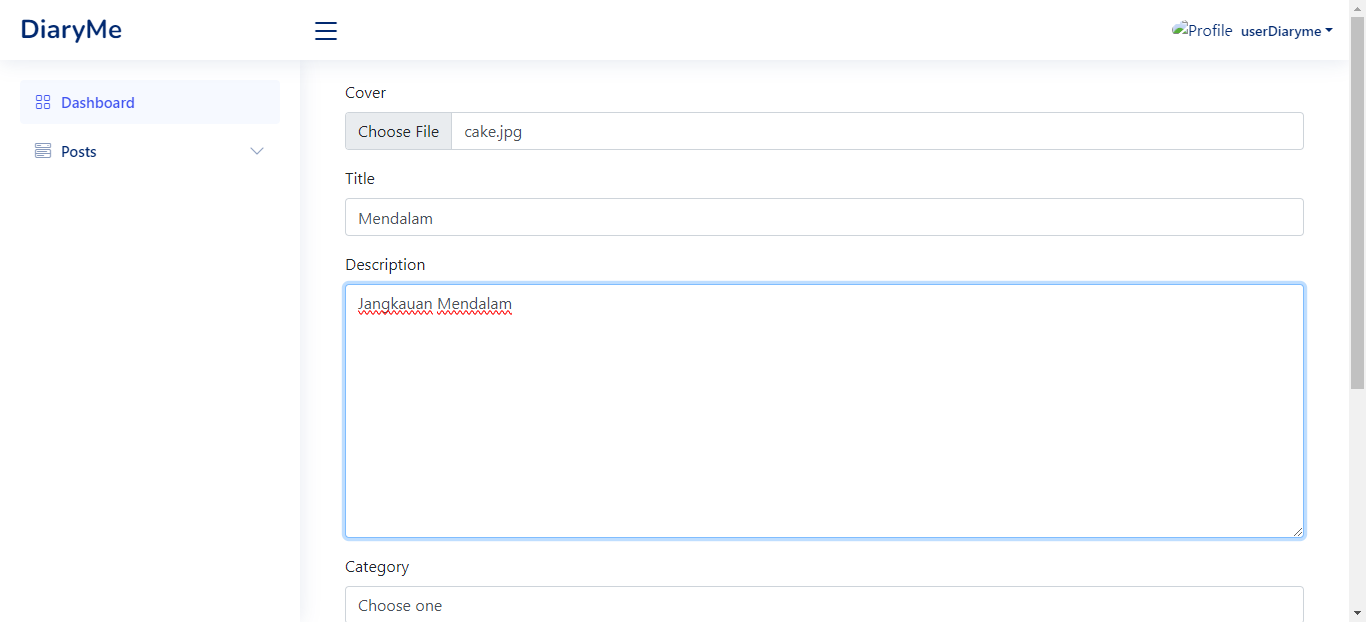 DiaryMe
Profile userDiaryme
Dashboard
Posts
Cover
Choose File cake.jpg
Title
Mendalam
Description
Jangkauan Mendalam
Category
Choose one